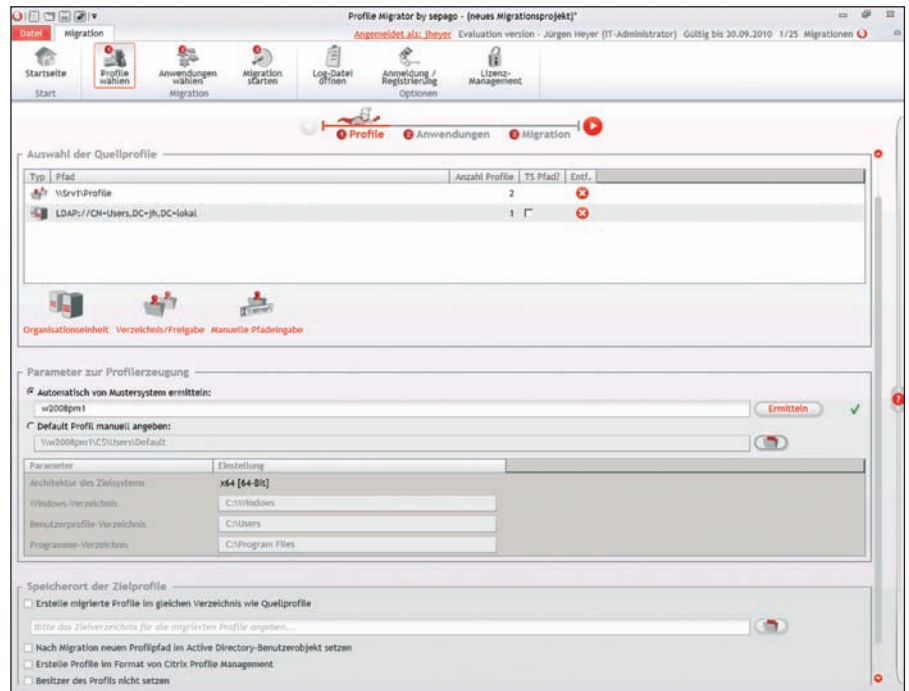 Profile Migrator by sepago - (neues Migrationsprojekt)*
Datei Migration
Angemeldet als: jheyer Evaluation version - Jürgen Heyer (IT-Administrator) Gültig bis 30.09.2010 1/25 Migrationen
Startseite
Profile wählen
Anwendungen wählen
Migration starten
Log-Datei öffnen
Anmeldung / Registrierung
Lizenz-Management
Start Migration Optionen
1 Profile 2 Anwendungen 3 Migration
Auswahl der Quellprofile
Typ Pfad Anzahl Profile TS Pfad? Entf.
\\Srv1\Profile 2
LDAP://CN=Users,DC=jh,DC=lokal 1
Organisationseinheit Verzeichnis/Freigabe Manuelle Pfadeingabe
Parameter zur Profilerzeugung
Automatisch von Mustersystem ermitteln:
w2008pm1 Ermitteln
Default Profil manuell angeben:
\\w2008pm1\C$\Users\Default
Parameter Einstellung
Architektur des Zielsystems x64 [64-Bit]
Windows-Verzeichnis C:\Windows
Benutzerprofile-Verzeichnis C:\Users
Programme-Verzeichnis C:\Program Files
Speicherort der Zielprofile
Erstelle migrierte Profile im gleichen Verzeichnis wie Quellprofile
Bitte das Zielverzeichnis für die migrierten Profile angeben...
Nach Migration neuen Profilpfad im Active Directory-Benutzerobjekt setzen
Erstelle Profile im Format von Citrix Profile Management
Besitzer des Profils nicht setzen